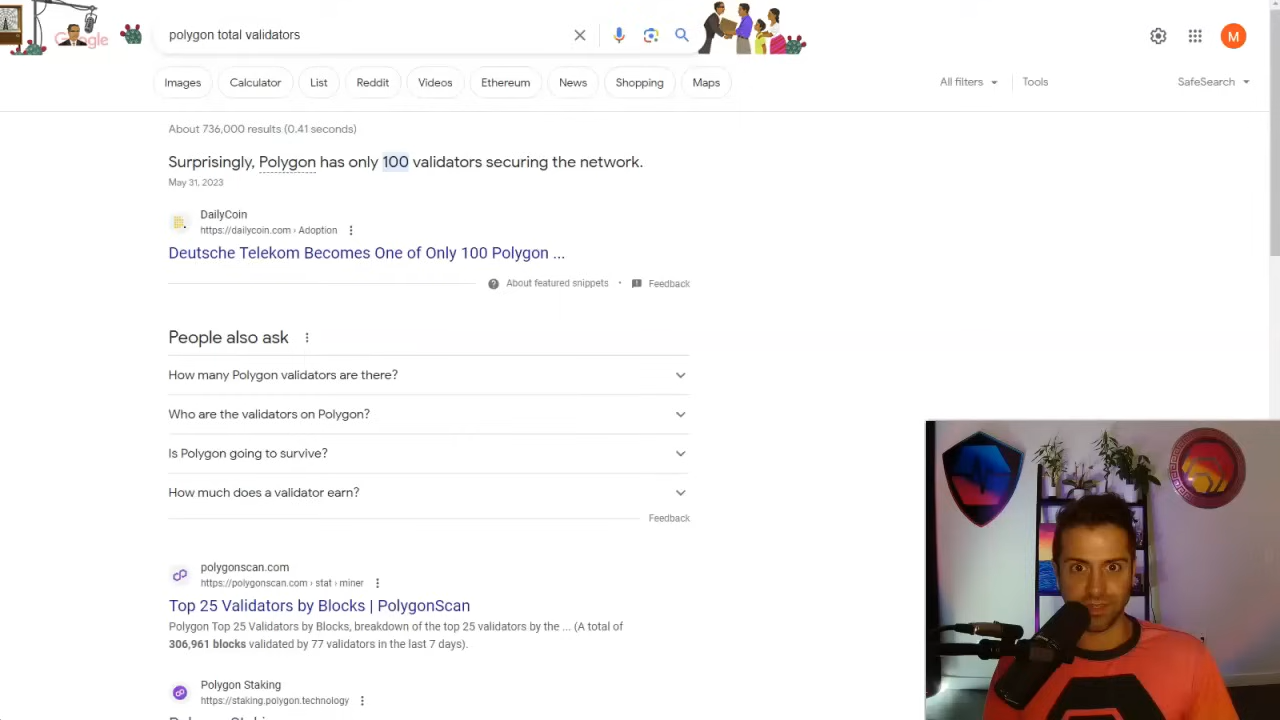 Google
polygon total validators
M
Images
Calculator
List
Reddit
Videos
Ethereum
News
Shopping
Maps
All filters
Tools
SafeSearch
About 736,000 results (0.41 seconds)
Surprisingly, Polygon has only 100 validators securing the network.
May 31, 2023
DailyCoin
https://dailycoin.com › Adoption
Deutsche Telekom Becomes One of Only 100 Polygon ...
About featured snippets • Feedback
People also ask
How many Polygon validators are there?
Who are the validators on Polygon?
Is Polygon going to survive?
How much does a validator earn?
Feedback
polygonscan.com
https://polygonscan.com › stat › miner
Top 25 Validators by Blocks | PolygonScan
Polygon Top 25 Validators by Blocks, breakdown of the top 25 validators by the ... (A total of
306,961 blocks validated by 77 validators in the last 7 days).
Polygon Staking
https://staking.polygon.technology